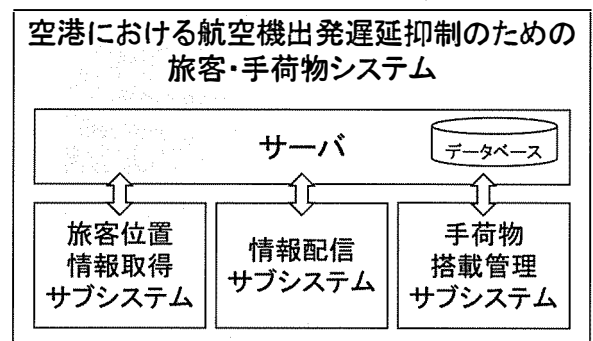 空港における航空機出発遅延抑制のための
旅客・手荷物システム
サーバ
データベース
旅客位置
情報取得
サブシステム
情報配信
サブシステム
手荷物
搭載管理
サブシステム